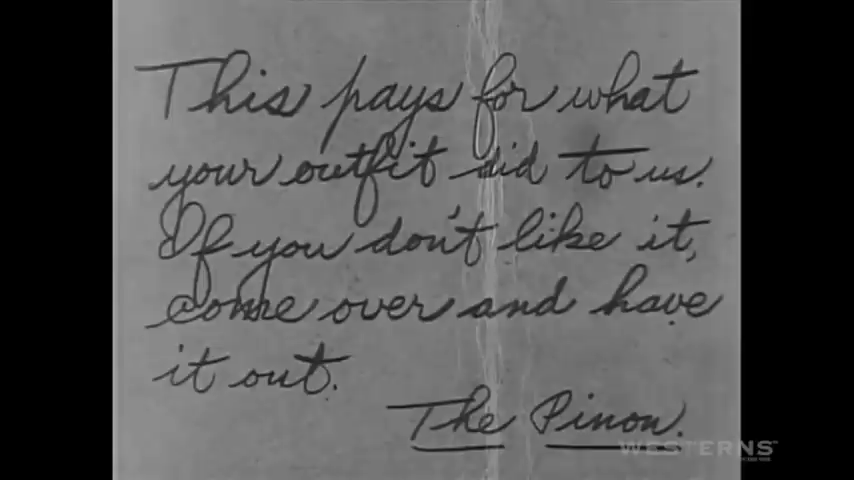 This pays for what
your outfit did to us.
If you don't like it,
come over and have
it out.
The Pinon.
WESTERNS